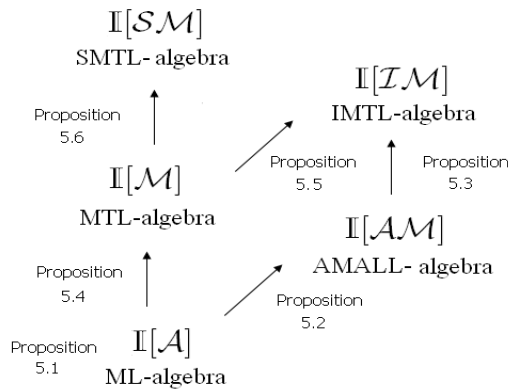 𝕀[𝒮ℳ]
SMTL- algebra
𝕀[ℐℳ]
IMTL-algebra
Proposition
5.6
Proposition
5.5
Proposition
5.3
𝕀[ℳ]
MTL-algebra
𝕀[𝒜ℳ]
AMALL- algebra
Proposition
5.4
Proposition
5.2
Proposition
5.1
𝕀[𝒜]
ML-algebra